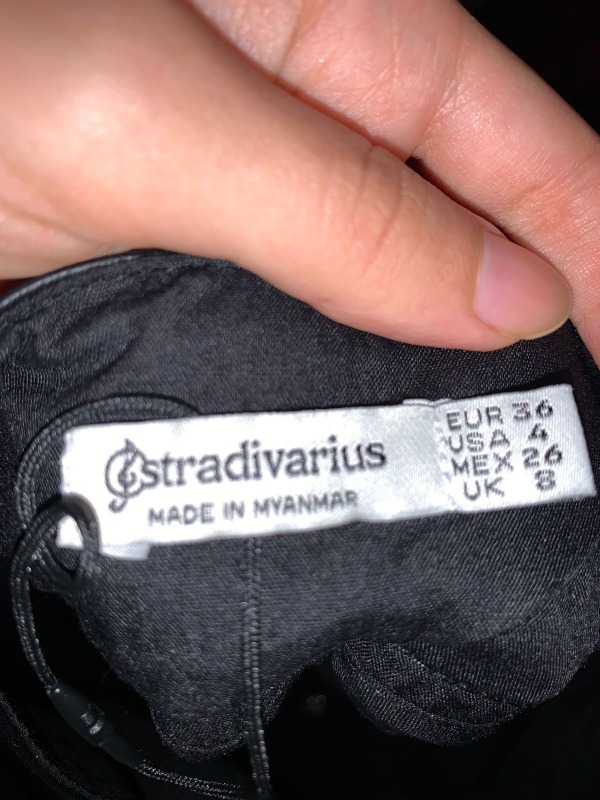 stradivarius
MADE IN MYANMAR
EUR 36
USA 4
MEX 26
UK 8